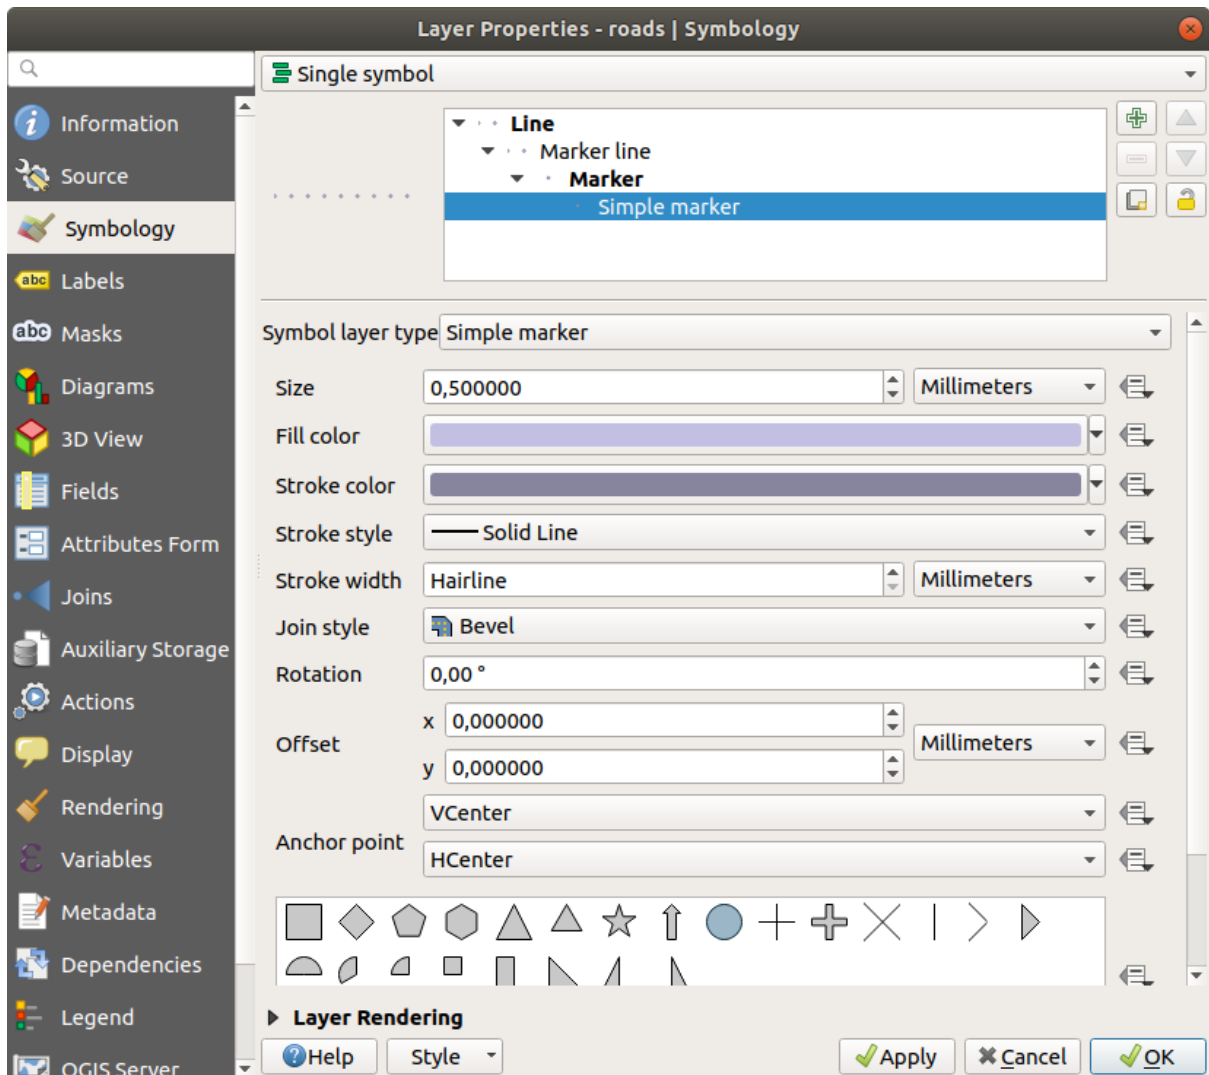 Layer Properties - roads | Symbology
Single symbol
Information
Source
Symbology
Labels
Masks
Diagrams
3D View
Fields
Attributes Form
Joins
Auxiliary Storage
Actions
Display
Rendering
Variables
Metadata
Dependencies
Legend
QGIS Server
Line
Marker line
Marker
Simple marker
Symbol layer type Simple marker
Size 0,500000 Millimeters
Fill color
Stroke color
Stroke style Solid Line
Stroke width Hairline Millimeters
Join style Bevel
Rotation 0,00 °
Offset x 0,000000 Millimeters
y 0,000000
Anchor point VCenter
HCenter
Layer Rendering
Help Style Apply Cancel OK